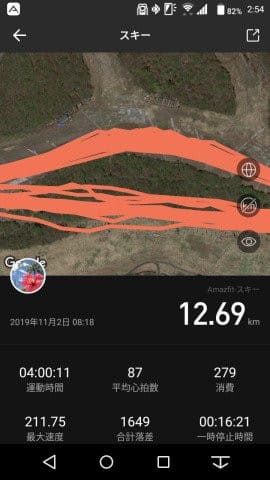 82% 2:54
スキー
Google
Amazfit-スキー
2019年11月2日 08:18
12.69 km
04:00:11 87 279
運動時間 平均心拍数 消費
211.75 1649 00:16:21
最大速度 合計落差 一時停止時間